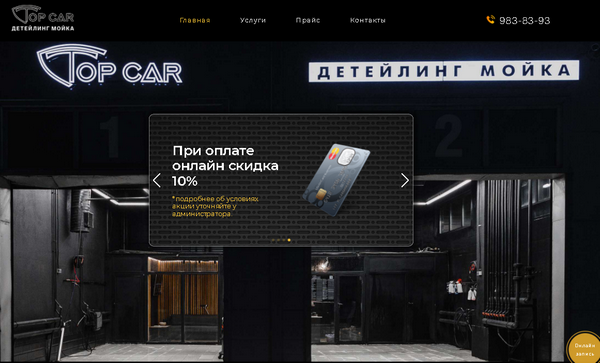 TOP CAR
ДЕТЕЙЛИНГ МОЙКА
Главная
Услуги
Прайс
Контакты
983-83-93
TOP CAR
ДЕТЕЙЛИНГ МОЙКА
1
2
При оплате
онлайн скидка
10%
*подробнее об условиях
акции уточняйте у
администратора
Онлайн
запись